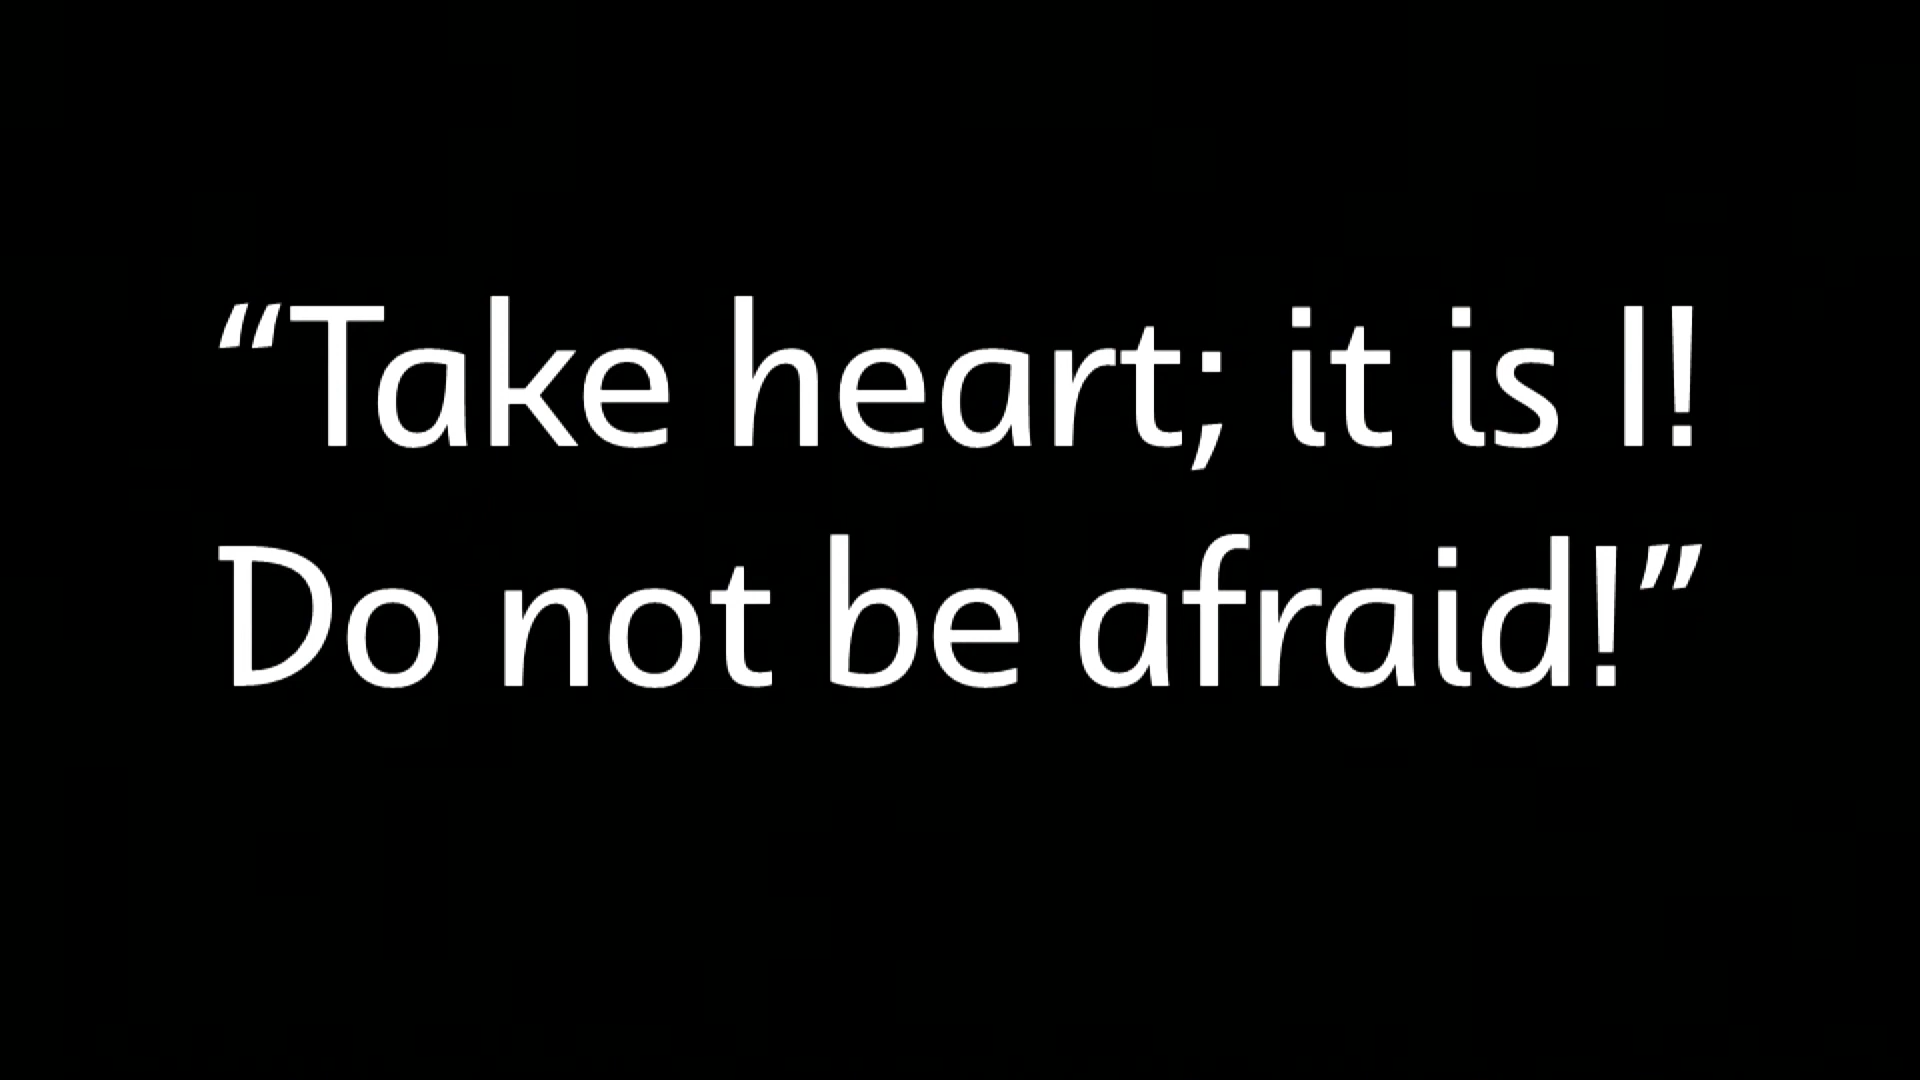 “Take heart; it is I!
Do not be afraid!”